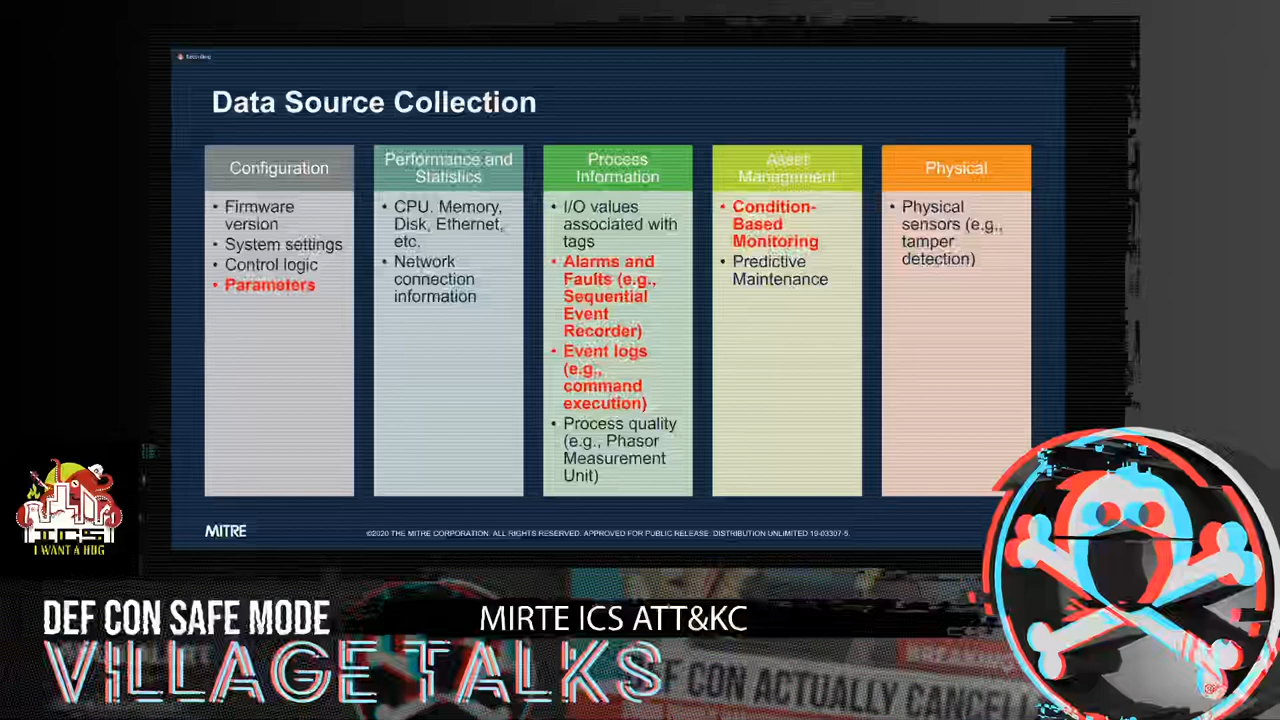 Data Source Collection
Configuration
• Firmware
version
• System settings
• Control logic
• Parameters
Performance and
Statistics
• CPU, Memory,
Disk, Ethernet,
etc.
• Network
connection
information
Process
Information
• I/O values
associated with
tags
• Alarms and
Faults (e.g.,
Sequential
Event
Recorder)
• Event logs
(e.g.,
command
execution)
• Process quality
(e.g., Phasor
Measurement
Unit)
Asset
Management
• Condition-
Based
Monitoring
• Predictive
Maintenance
Physical
• Physical
sensors (e.g.,
tamper
detection)
MITRE
©2020 THE MITRE CORPORATION. ALL RIGHTS RESERVED. APPROVED FOR PUBLIC RELEASE. DISTRIBUTION UNLIMITED 19-03307-5.
ICS
I WANT A HUG
DEF CON SAFE MODE
VILLAGE TALKS
MIRTE ICS ATT&KC
DEF CON ACTUALLY CANCEL